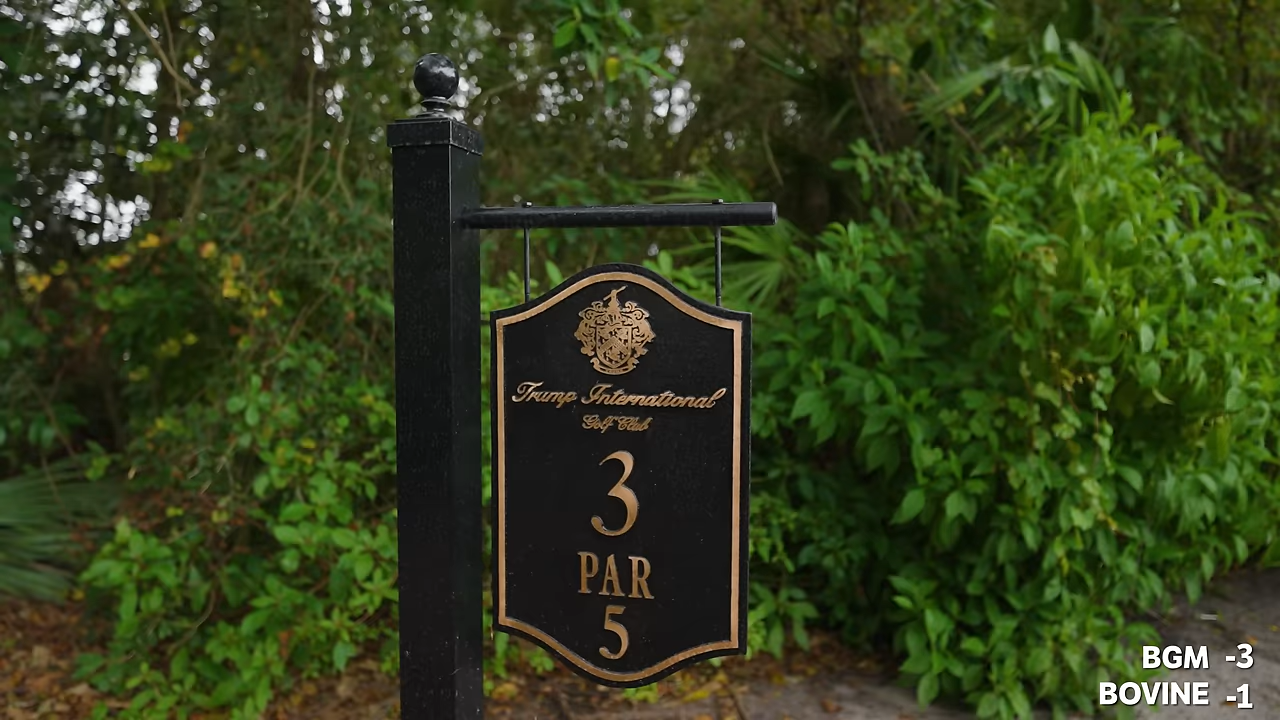 Trump International
Golf Club
3
PAR
5
BGM -3
BOVINE -1